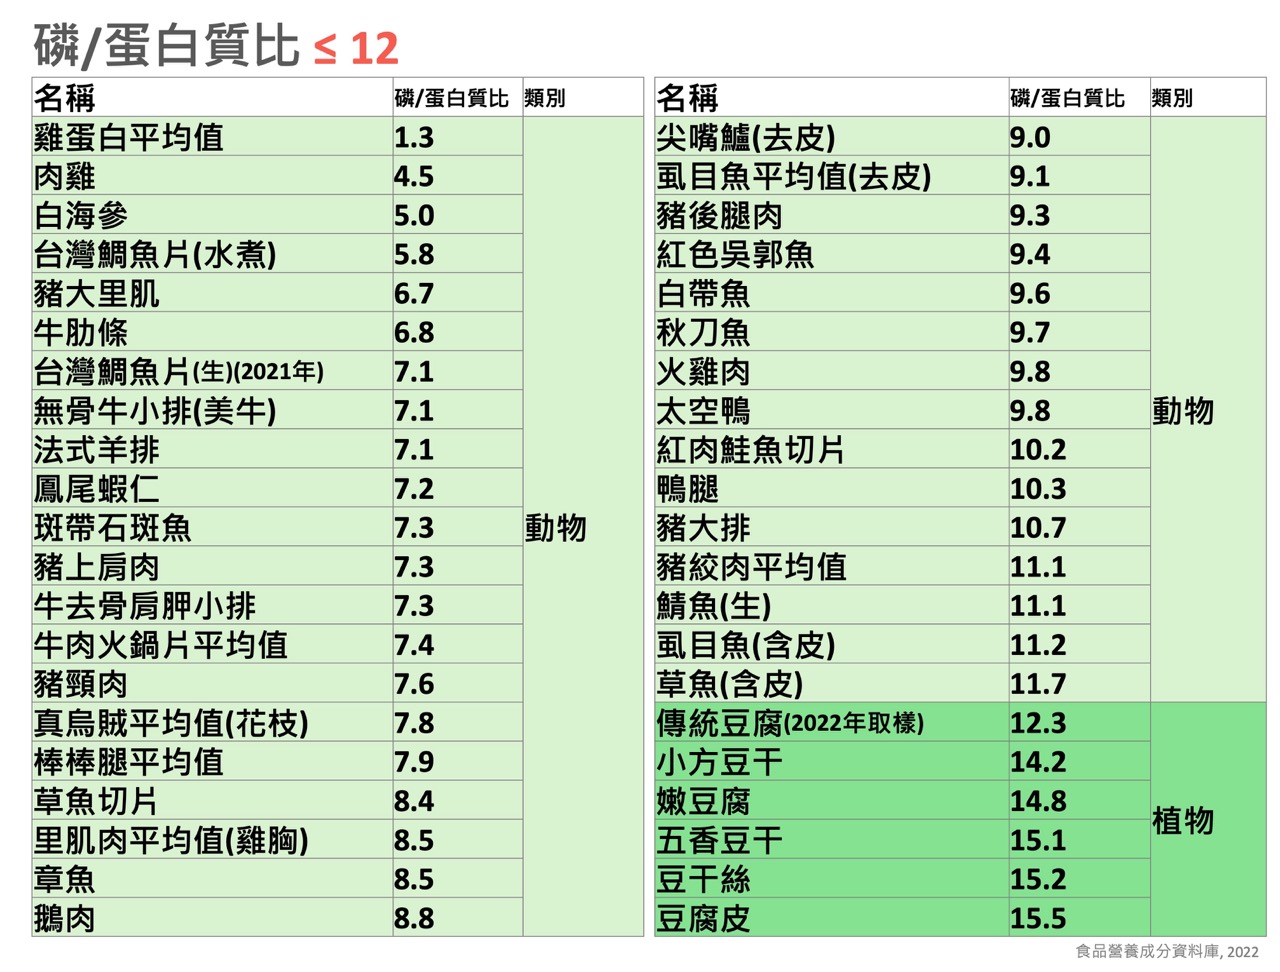 磷/蛋白質比 ≤ 12
名稱 磷/蛋白質比 類別
雞蛋白平均值 1.3
肉雞 4.5
白海參 5.0
台灣鯛魚片(水煮) 5.8
豬大里肌 6.7
牛肋條 6.8
台灣鯛魚片(生)(2021年) 7.1
無骨牛小排(美牛) 7.1
法式羊排 7.1
鳳尾蝦仁 7.2
斑帶石斑魚 7.3 動物
豬上肩肉 7.3
牛去骨肩胛小排 7.3
牛肉火鍋片平均值 7.4
豬頸肉 7.6
真烏賊平均值(花枝) 7.8
棒棒腿平均值 7.9
草魚切片 8.4
里肌肉平均值(雞胸) 8.5
章魚 8.5
鵝肉 8.8
名稱 磷/蛋白質比 類別
尖嘴鱸(去皮) 9.0
虱目魚平均值(去皮) 9.1
豬後腿肉 9.3
紅色吳郭魚 9.4
白帶魚 9.6
秋刀魚 9.7
火雞肉 9.8
太空鴨 9.8 動物
紅肉鮭魚切片 10.2
鴨腿 10.3
豬大排 10.7
豬絞肉平均值 11.1
鯖魚(生) 11.1
虱目魚(含皮) 11.2
草魚(含皮) 11.7
傳統豆腐(2022年取樣) 12.3
小方豆干 14.2
嫩豆腐 14.8 植物
五香豆干 15.1
豆干絲 15.2
豆腐皮 15.5
食品營養成分資料庫, 2022